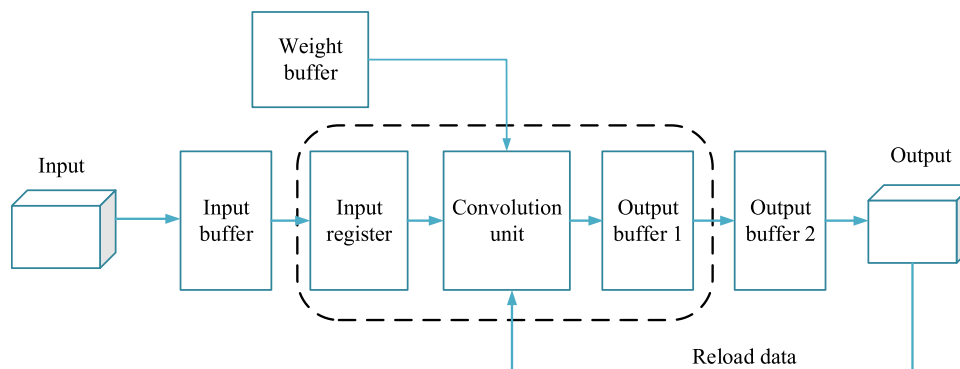 Weight
buffer
Input
Input
buffer
Input
register
Convolution
unit
Output
buffer 1
Output
buffer 2
Output
Reload data